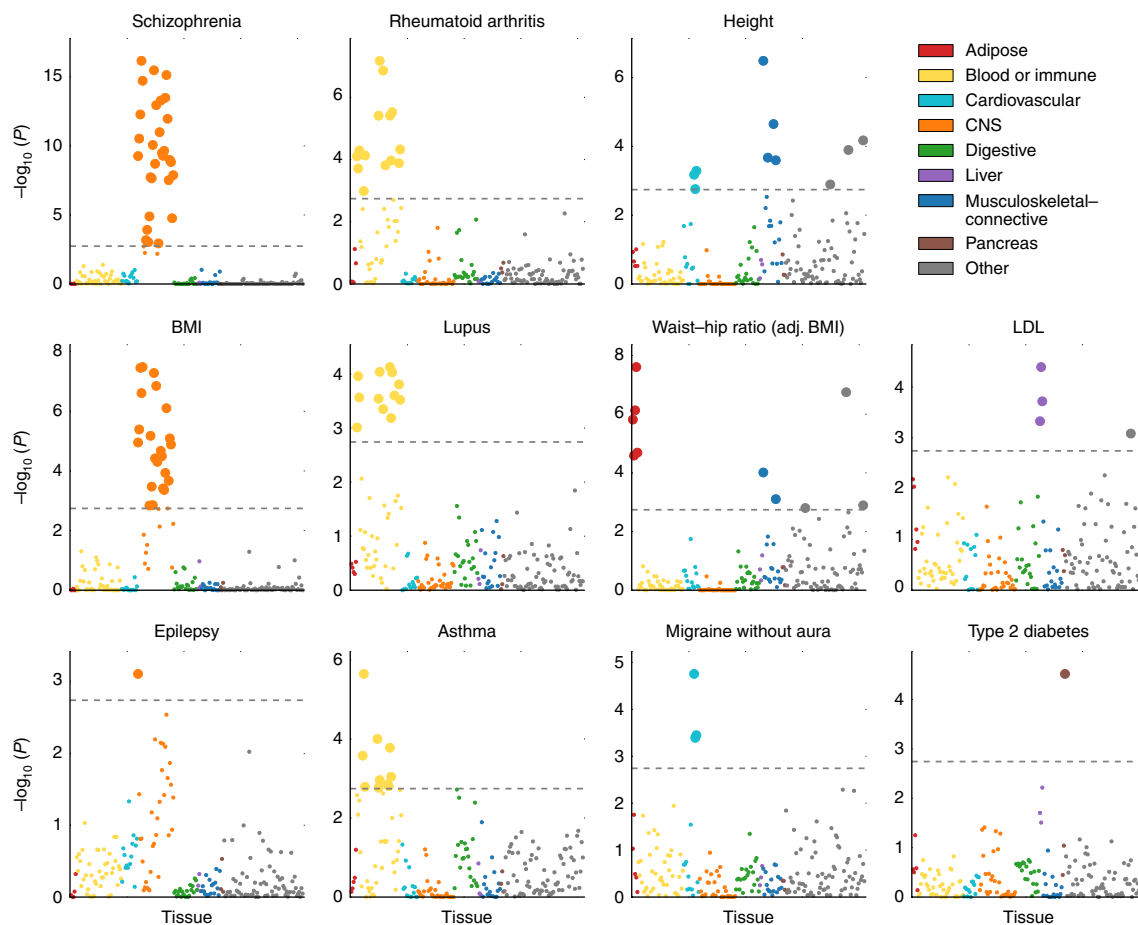 Schizophrenia
Rheumatoid arthritis
Height
15
10
5
0
–log₁₀ (P)
6
4
2
0
6
4
2
0
Adipose
Blood or immune
Cardiovascular
CNS
Digestive
Liver
Musculoskeletal–
connective
Pancreas
Other
BMI
Lupus
Waist–hip ratio (adj. BMI)
LDL
8
6
4
2
0
–log₁₀ (P)
4
3
2
1
0
8
6
4
2
0
4
3
2
1
0
Epilepsy
Asthma
Migraine without aura
Type 2 diabetes
3
2
1
0
–log₁₀ (P)
6
4
2
0
5
4
3
2
1
0
5
4
3
2
1
0
Tissue
Tissue
Tissue
Tissue